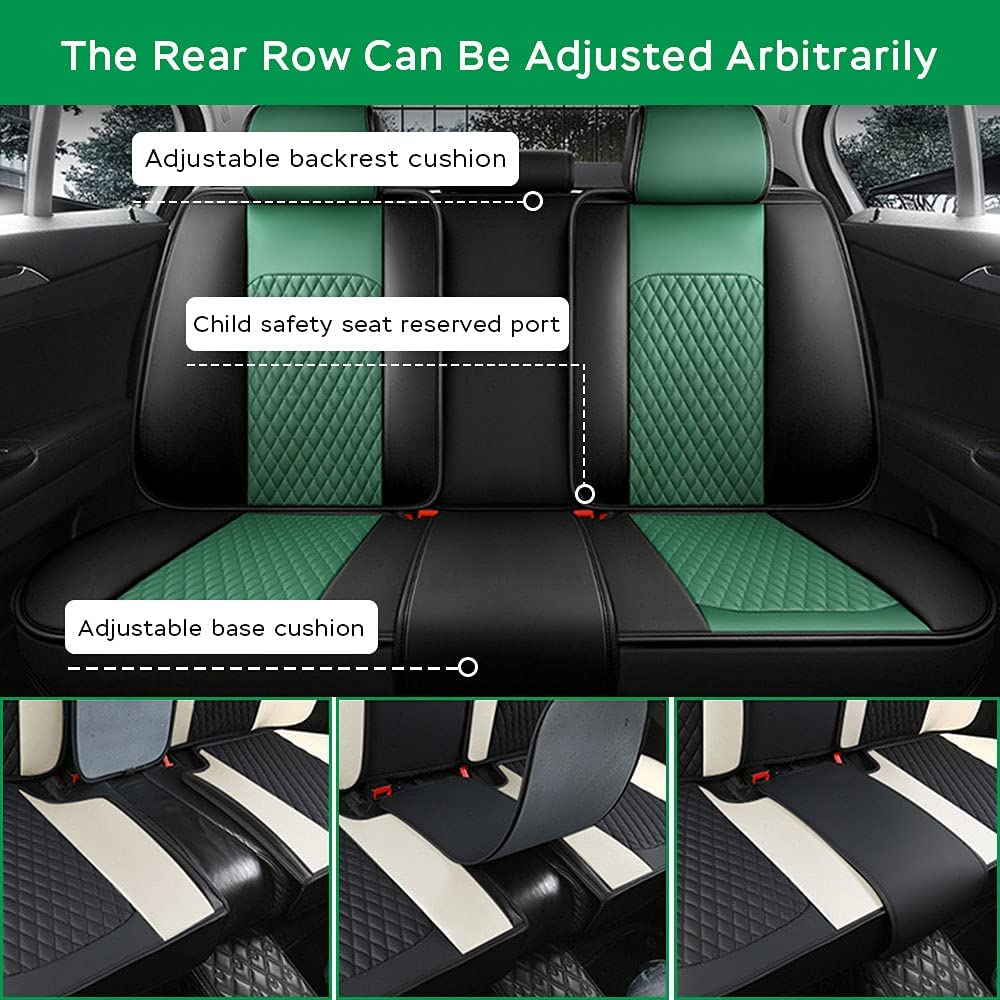 The Rear Row Can Be Adjusted Arbitrarily
Adjustable backrest cushion
Child safety seat reserved port
Adjustable base cushion